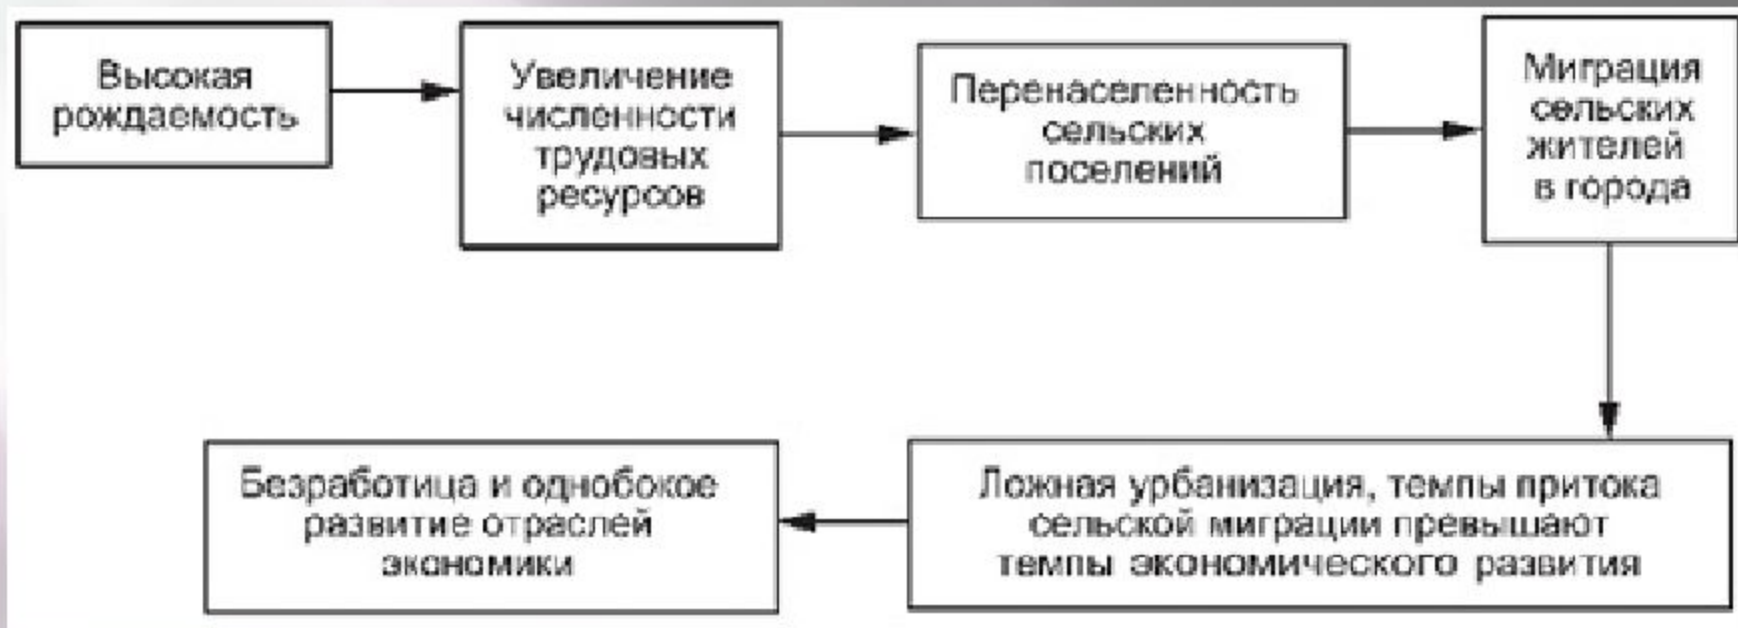 Высокая
рождаемость
Увеличение
численности
трудовых
ресурсов
Перенаселенность
сельских
поселений
Миграция
сельских
жителей
в города
Ложная урбанизация, темпы притока
сельской миграции превышают
темпы экономического развития
Безработица и однобокое
развитие отраслей
экономики